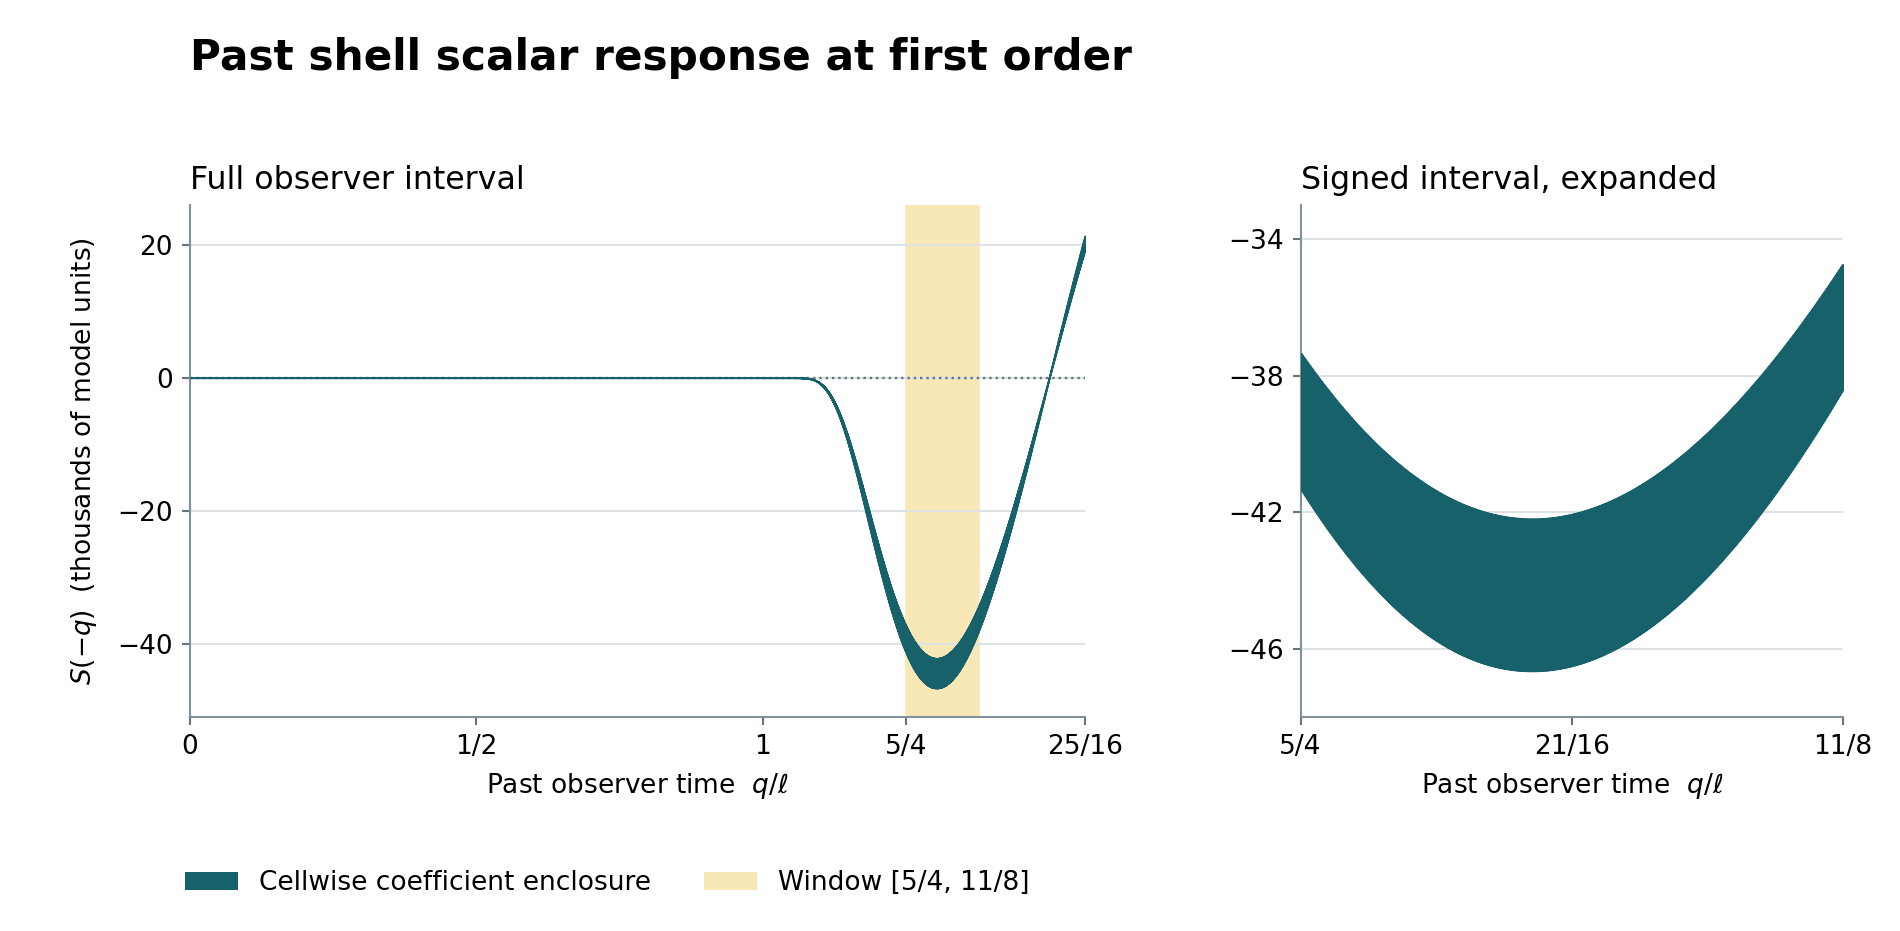 Past shell scalar response at first order
Full observer interval
S(−q) (thousands of model units)
20
0
−20
−40
0
1/2
1
5/4
25/16
Past observer time q/ℓ
Signed interval, expanded
−34
−38
−42
−46
5/4
21/16
11/8
Past observer time q/ℓ
Cellwise coefficient enclosure
Window [5/4, 11/8]